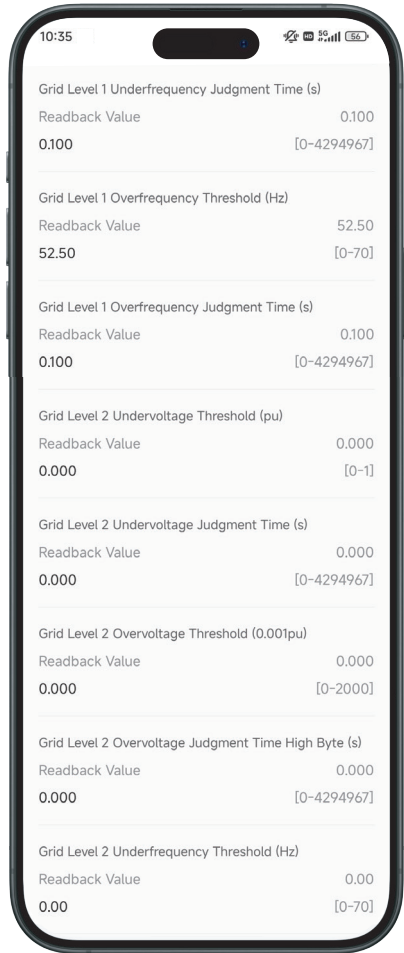 10:35
HD 5G 56
Grid Level 1 Underfrequency Judgment Time (s)
Readback Value 0.100
0.100 [0-4294967]
Grid Level 1 Overfrequency Threshold (Hz)
Readback Value 52.50
52.50 [0-70]
Grid Level 1 Overfrequency Judgment Time (s)
Readback Value 0.100
0.100 [0-4294967]
Grid Level 2 Undervoltage Threshold (pu)
Readback Value 0.000
0.000 [0-1]
Grid Level 2 Undervoltage Judgment Time (s)
Readback Value 0.000
0.000 [0-4294967]
Grid Level 2 Overvoltage Threshold (0.001pu)
Readback Value 0.000
0.000 [0-2000]
Grid Level 2 Overvoltage Judgment Time High Byte (s)
Readback Value 0.000
0.000 [0-4294967]
Grid Level 2 Underfrequency Threshold (Hz)
Readback Value 0.00
0.00 [0-70]